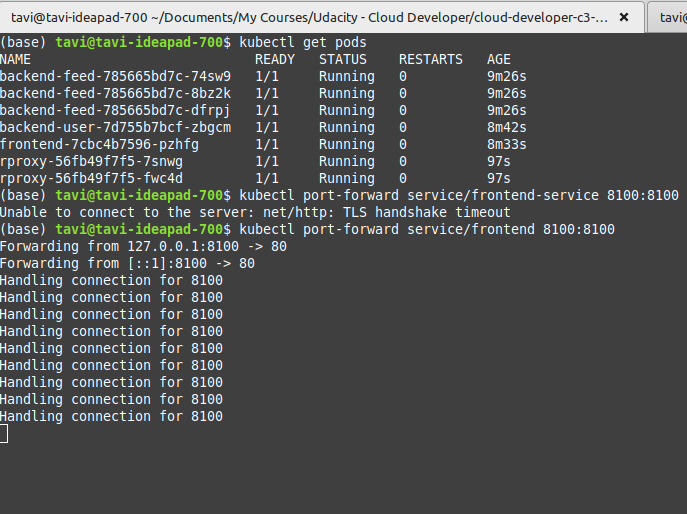 tavi@tavi-ideapad-700 ~/Documents/My Courses/Udacity - Cloud Developer/cloud-developer-c3-... × tavi@
(base) tavi@tavi-ideapad-700$ kubectl get pods
NAME READY STATUS RESTARTS AGE
backend-feed-785665bd7c-74sw9 1/1 Running 0 9m26s
backend-feed-785665bd7c-8bz2k 1/1 Running 0 9m26s
backend-feed-785665bd7c-dfrpj 1/1 Running 0 9m26s
backend-user-7d755b7bcf-zbgcm 1/1 Running 0 8m42s
frontend-7cbc4b7596-pzhfg 1/1 Running 0 8m33s
rproxy-56fb49f7f5-7snwg 1/1 Running 0 97s
rproxy-56fb49f7f5-fwc4d 1/1 Running 0 97s
(base) tavi@tavi-ideapad-700$ kubectl port-forward service/frontend-service 8100:8100
Unable to connect to the server: net/http: TLS handshake timeout
(base) tavi@tavi-ideapad-700$ kubectl port-forward service/frontend 8100:8100
Forwarding from 127.0.0.1:8100 -> 80
Forwarding from [::1]:8100 -> 80
Handling connection for 8100
Handling connection for 8100
Handling connection for 8100
Handling connection for 8100
Handling connection for 8100
Handling connection for 8100
Handling connection for 8100
Handling connection for 8100
Handling connection for 8100